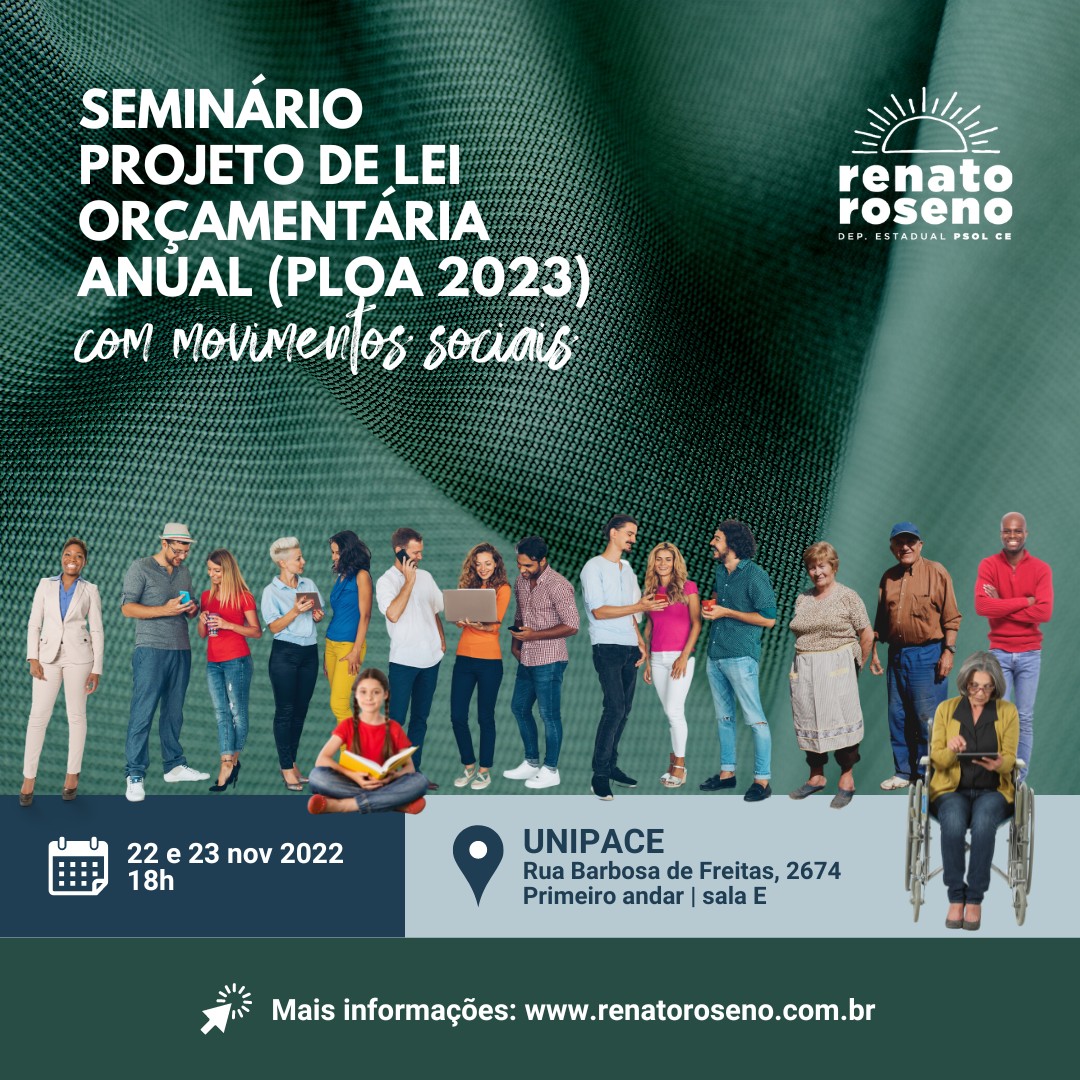 SEMINÁRIO
PROJETO DE LEI
ORÇAMENTÁRIA
ANUAL (PLOA 2023)
com movimentos sociais
renato
roseno
DEP. ESTADUAL PSOL CE
22 e 23 nov 2022
18h
UNIPACE
Rua Barbosa de Freitas, 2674
Primeiro andar | sala E
Mais informações: www.renatoroseno.com.br